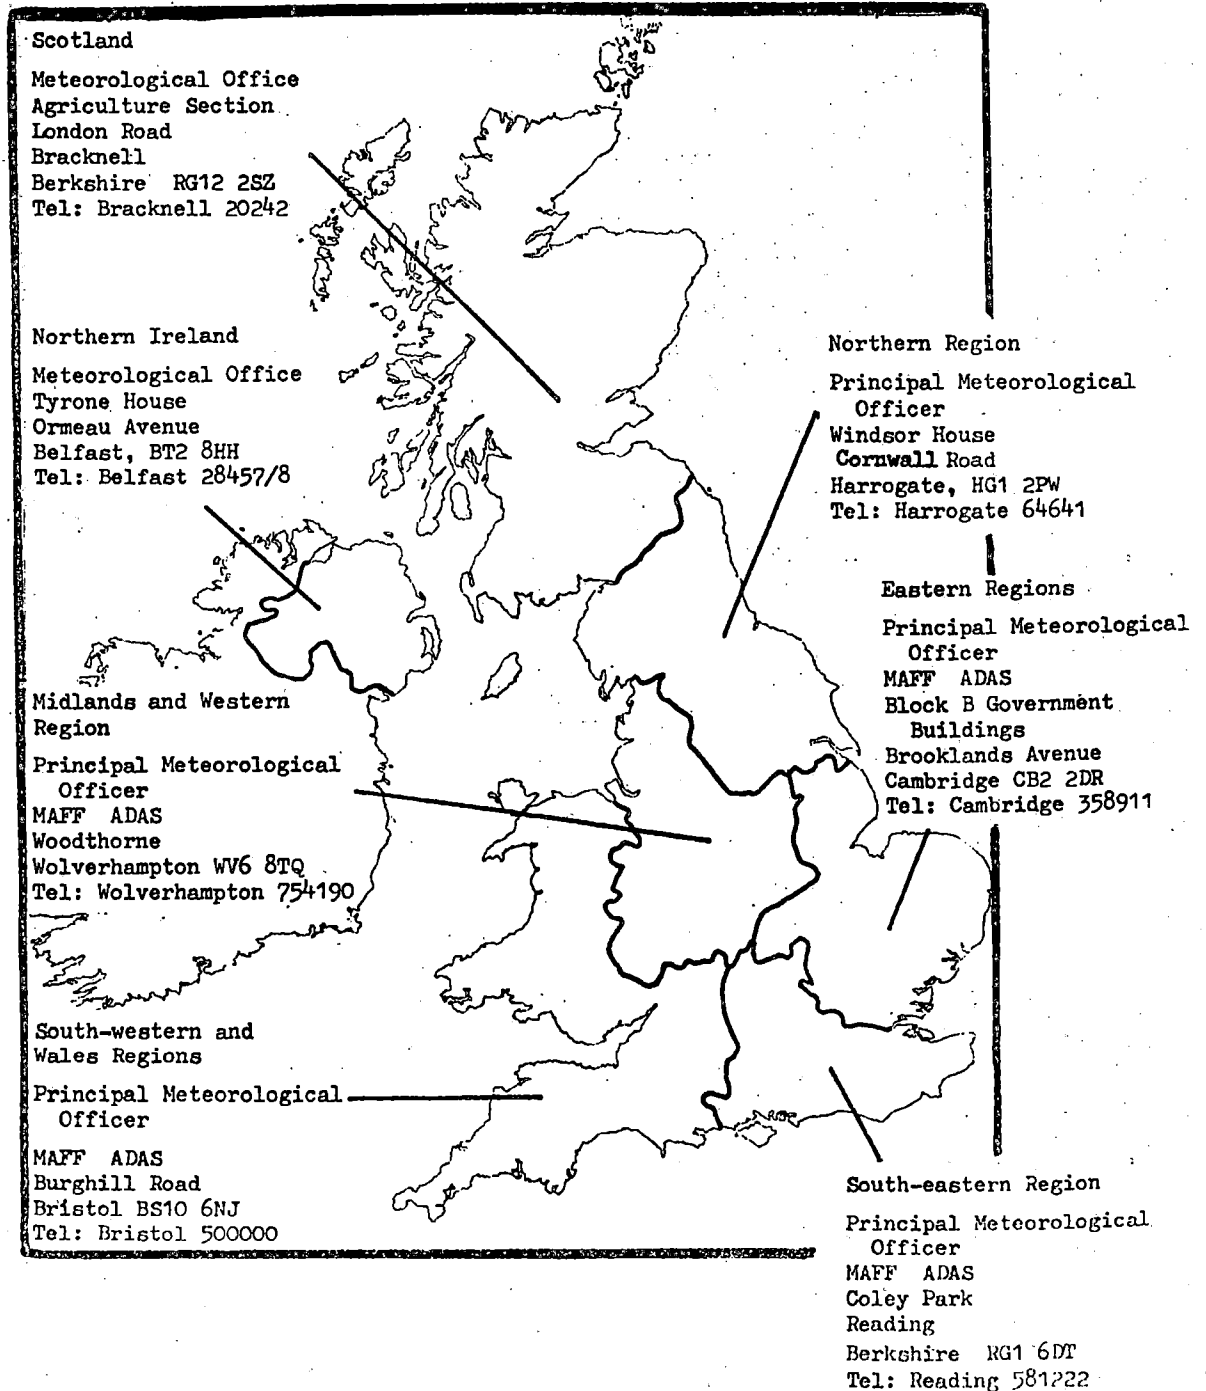 Scotland
Meteorological Office
Agriculture Section
London Road
Bracknell
Berkshire RG12 2SZ
Tel: Bracknell 20242
Northern Ireland
Meteorological Office
Tyrone House
Ormeau Avenue
Belfast, BT2 8HH
Tel: Belfast 28457/8
Northern Region
Principal Meteorological
Officer
Windsor House
Cornwall Road
Harrogate, HG1 2PW
Tel: Harrogate 64641
Eastern Regions
Principal Meteorological
Officer
MAFF ADAS
Block B Government
Buildings
Brooklands Avenue
Cambridge CB2 2DR
Tel: Cambridge 358911
Midlands and Western
Region
Principal Meteorological
Officer
MAFF ADAS
Woodthorne
Wolverhampton WV6 8TQ
Tel: Wolverhampton 754190
South-western and
Wales Regions
Principal Meteorological
Officer
MAFF ADAS
Burghill Road
Bristol BS10 6NJ
Tel: Bristol 500000
South-eastern Region
Principal Meteorological
Officer
MAFF ADAS
Coley Park
Reading
Berkshire RG1 6DT
Tel: Reading 581222